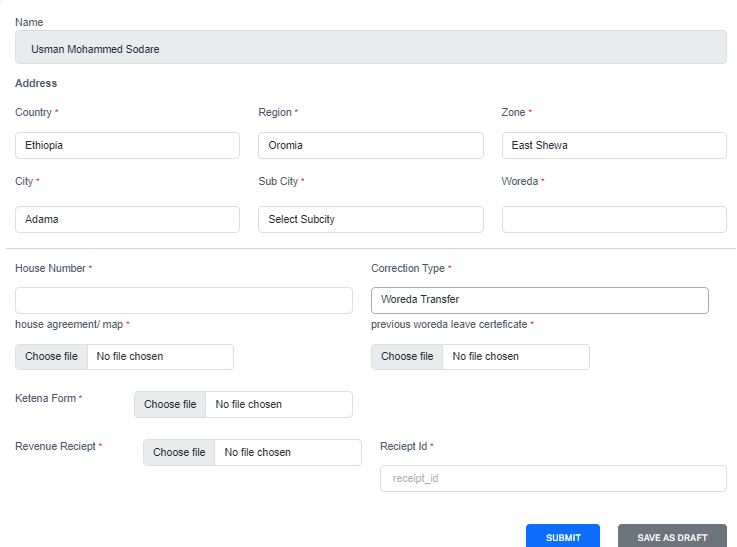 Name
Usman Mohammed Sodare
Address
Country * Region * Zone *
Ethiopia Oromia East Shewa
City * Sub City * Woreda *
Adama Select Subcity
House Number * Correction Type *
Woreda Transfer
house agreement/ map * previous woreda leave certeficate *
Choose file No file chosen Choose file No file chosen
Ketena Form * Choose file No file chosen
Revenue Reciept * Choose file No file chosen Reciept Id *
receipt_id
SUBMIT SAVE AS DRAFT